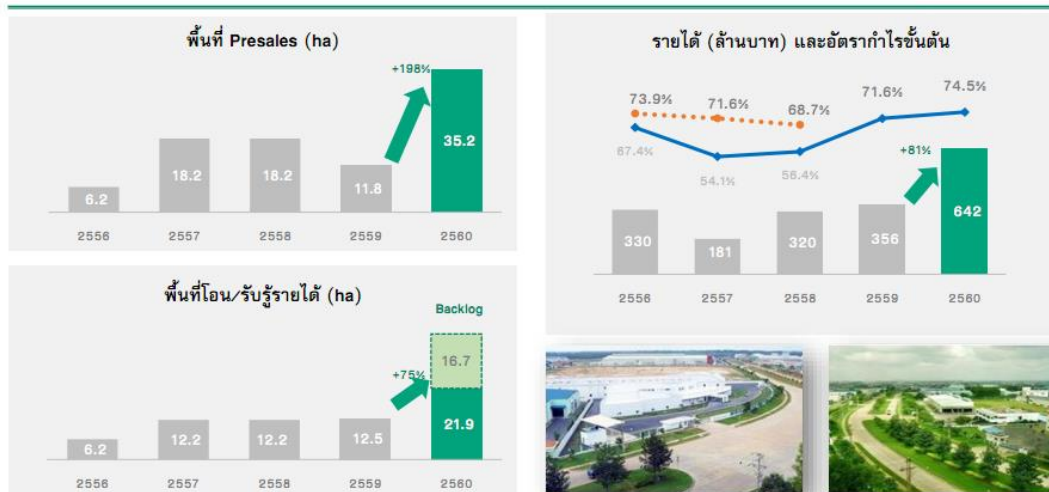 พื้นที่ Presales (ha)
+198%
6.2
18.2
18.2
11.8
35.2
2556 2557 2558 2559 2560
พื้นที่โอน/รับรู้รายได้ (ha)
Backlog
16.7
+75%
6.2
12.2
12.2
12.5
21.9
2556 2557 2558 2559 2560
รายได้ (ล้านบาท) และอัตรากำไรขั้นต้น
73.9% 71.6% 68.7% 71.6% 74.5%
67.4% 54.1% 56.4%
+81%
330
181
320
356
642
2556 2557 2558 2559 2560